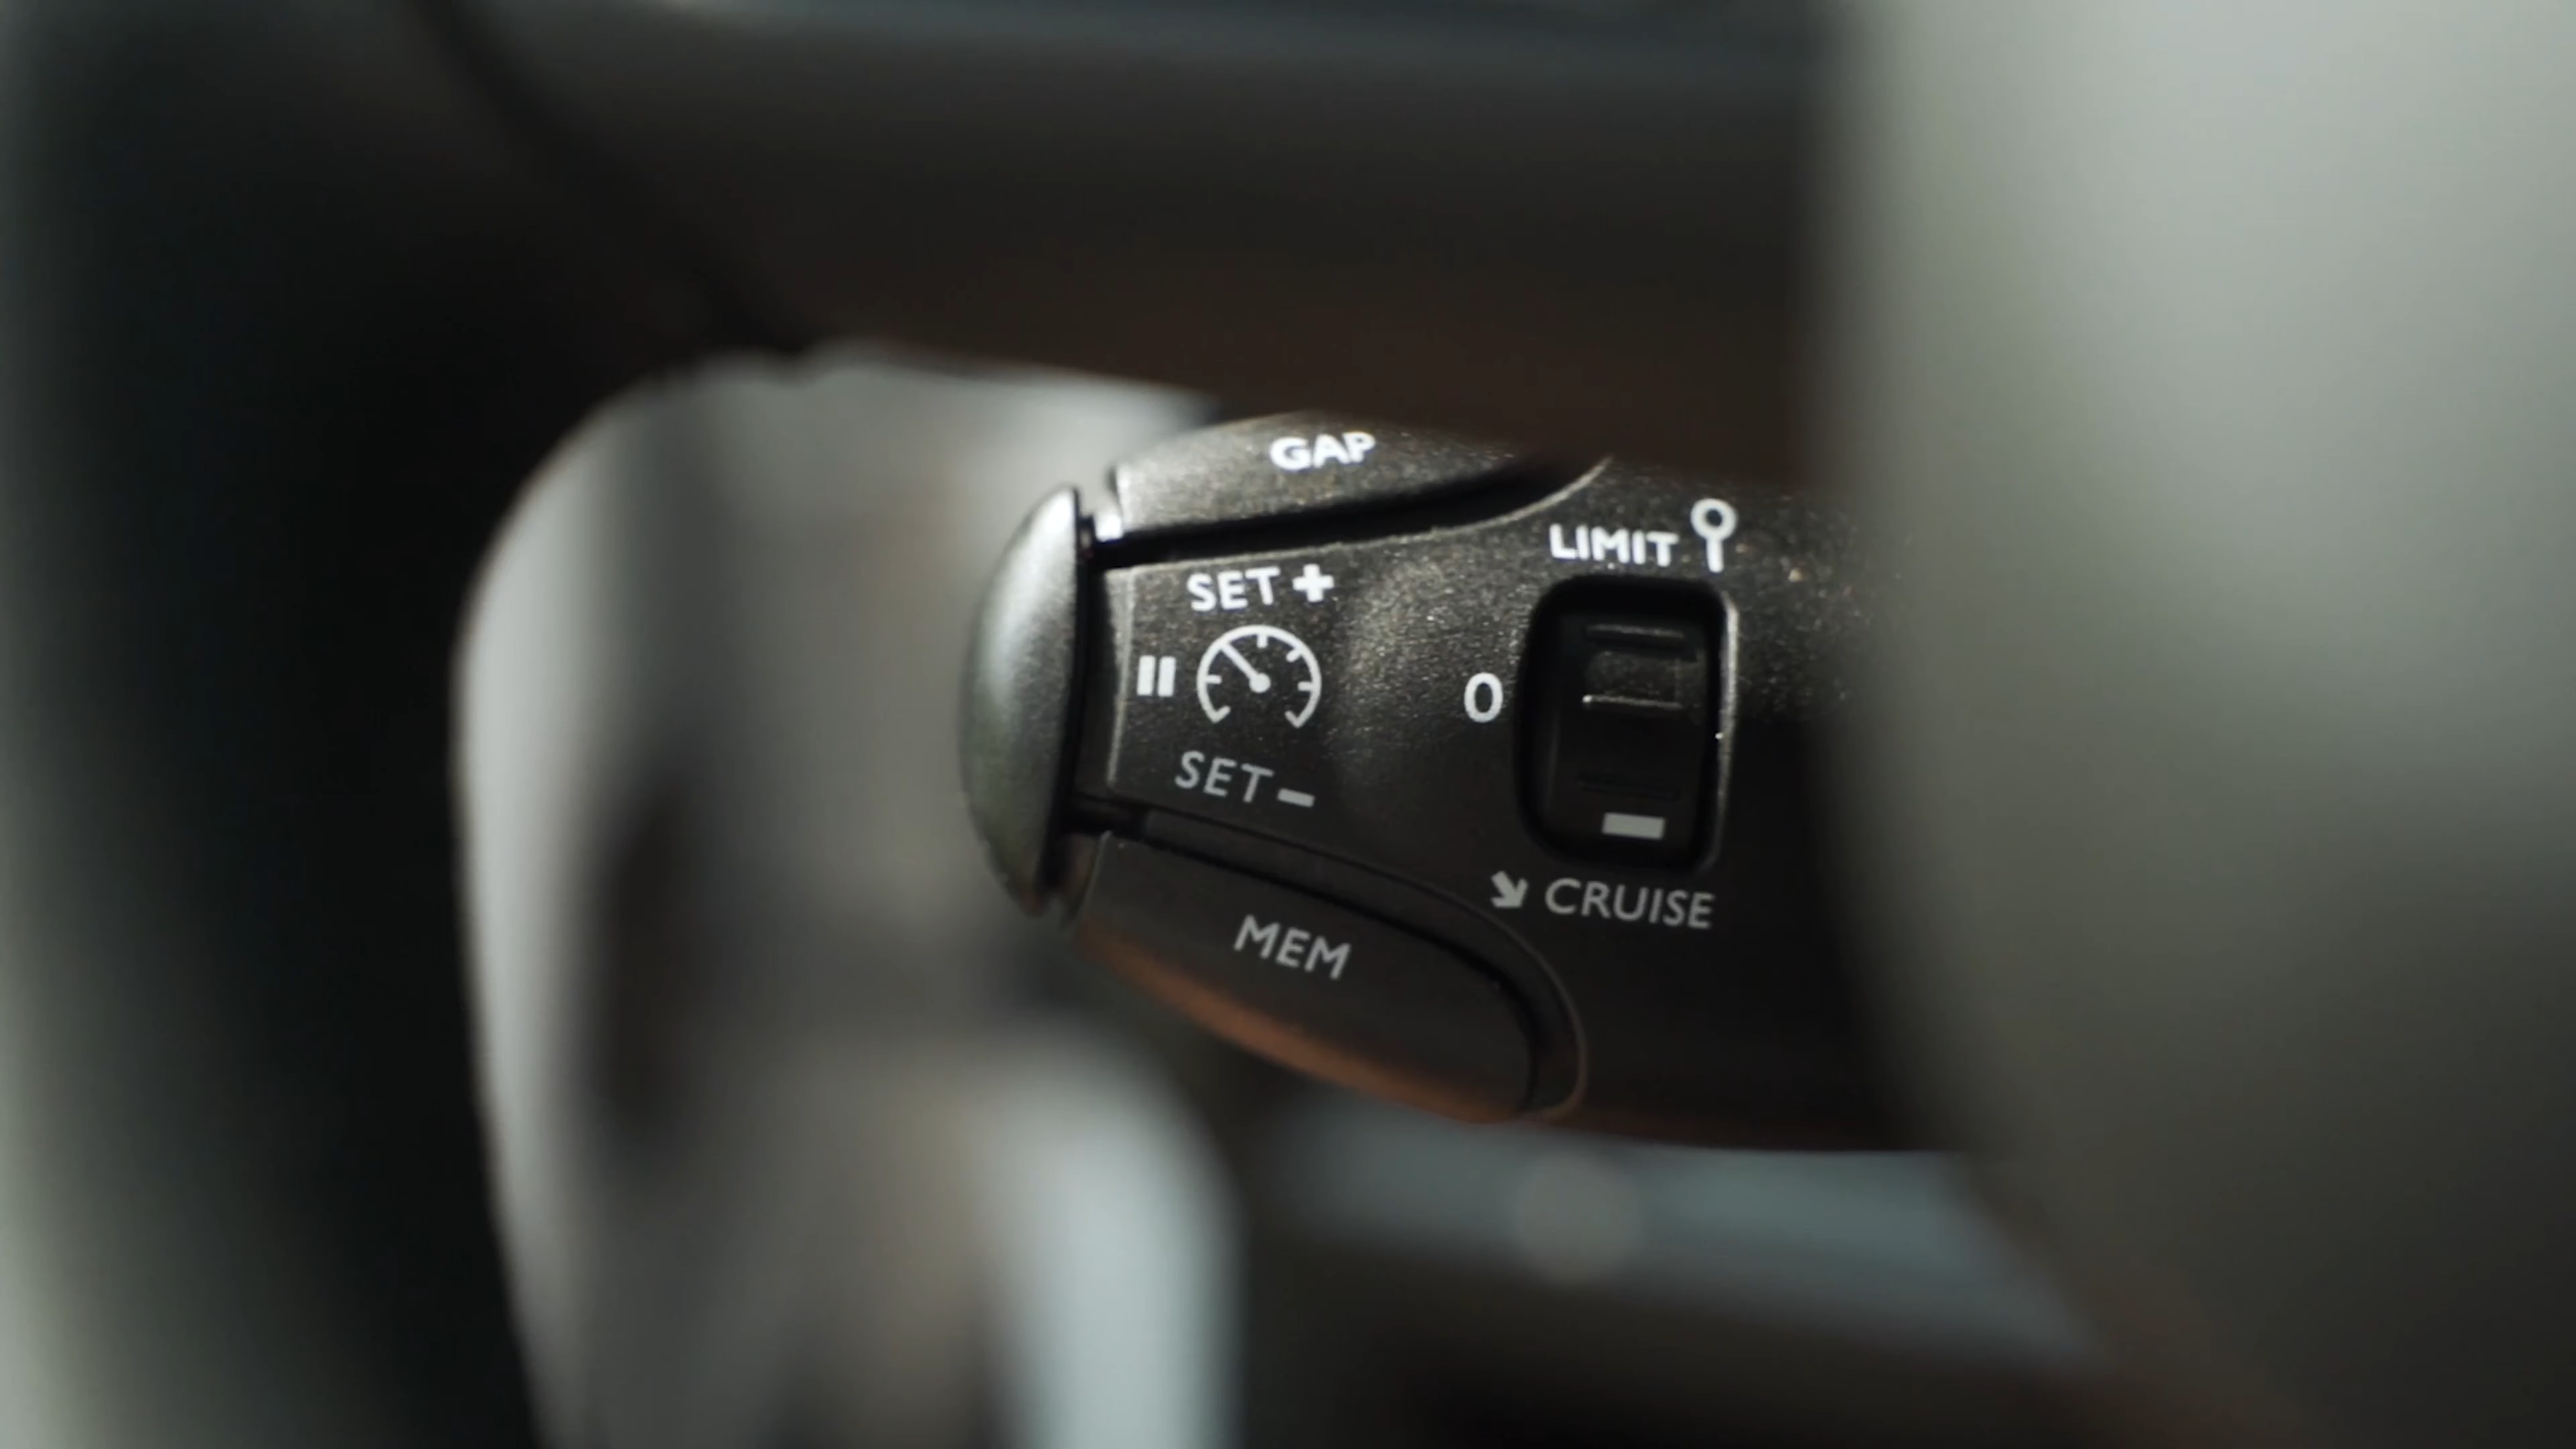 GAP
LIMIT
SET +
0
SET -
CRUISE
MEM